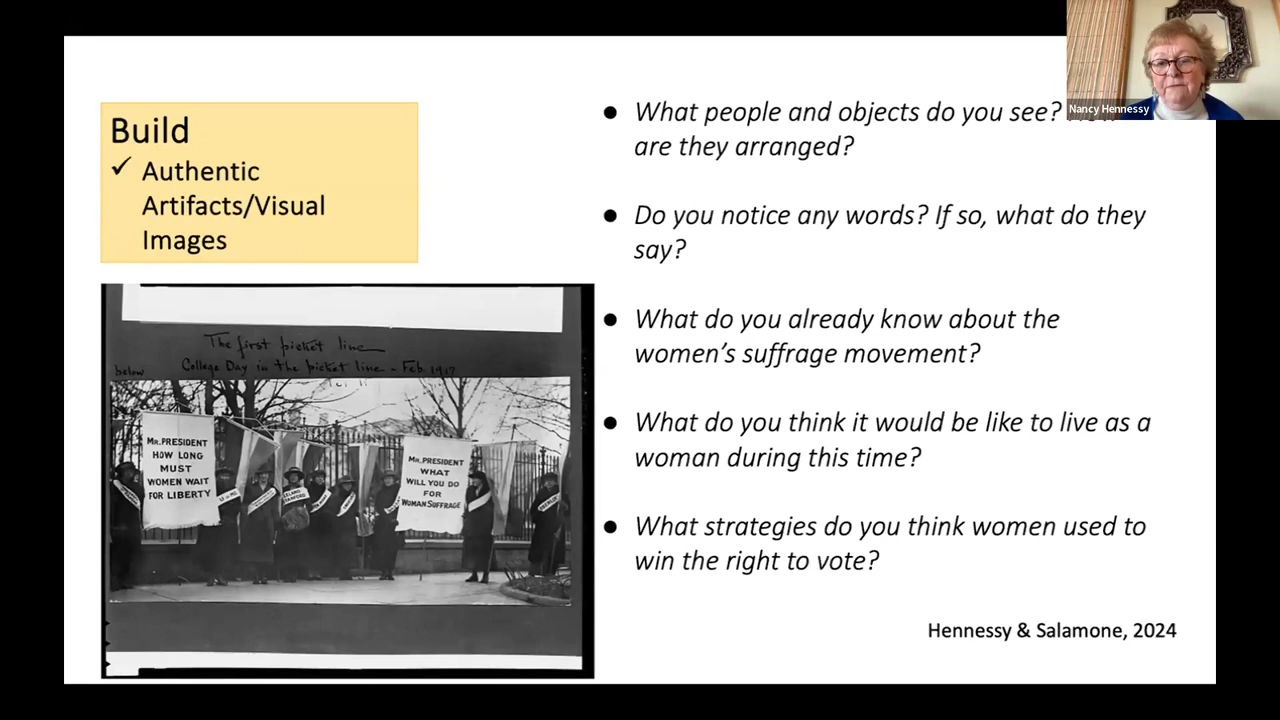 Build
✓ Authentic
Artifacts/Visual
Images
The first picket line
College Day in the picket line - Feb. 1917
below
MR. PRESIDENT
HOW LONG
MUST
WOMEN WAIT
FOR LIBERTY
MR. PRESIDENT
WHAT
WILL YOU DO
FOR
WOMAN SUFFRAGE
LELAND
STANFORD
● What people and objects do you see?
are they arranged?
● Do you notice any words? If so, what do they
say?
● What do you already know about the
women’s suffrage movement?
● What do you think it would be like to live as a
woman during this time?
● What strategies do you think women used to
win the right to vote?
Hennessy & Salamone, 2024
Nancy Hennessy